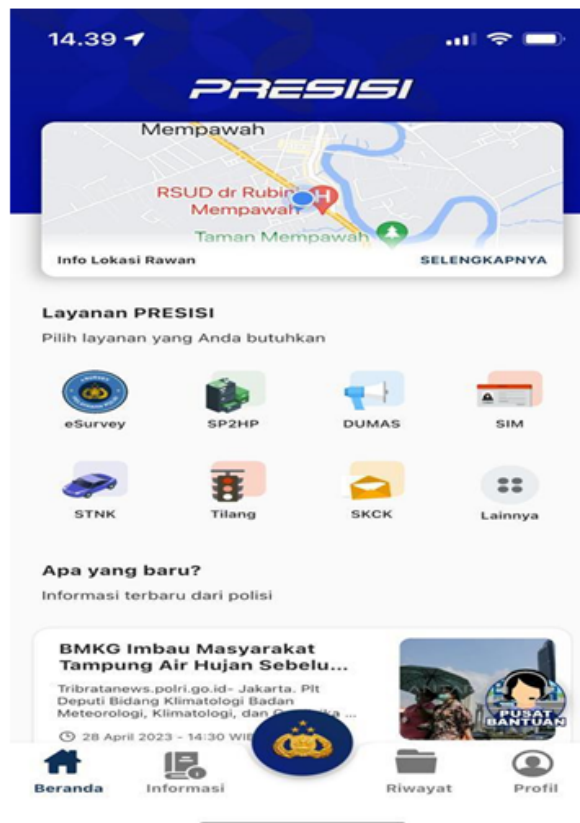 14.39
PRESISI
Mempawah
RSUD dr Rubin
Mempawah
H
Taman Mempawah
Info Lokasi Rawan
SELENGKAPNYA
Layanan PRESISI
Pilih layanan yang Anda butuhkan
eSurvey
SP2HP
DUMAS
SIM
STNK
Tilang
SKCK
Lainnya
Apa yang baru?
Informasi terbaru dari polisi
BMKG Imbau Masyarakat
Tampung Air Hujan Sebelu...
Tribratanews.polri.go.id- Jakarta. Plt
Deputi Bidang Klimatologi Badan
Meteorologi, Klimatologi, dan ...
28 April 2023 - 14:30 WIB
PUSAT
BANTUAN
Beranda
Informasi
Riwayat
Profil